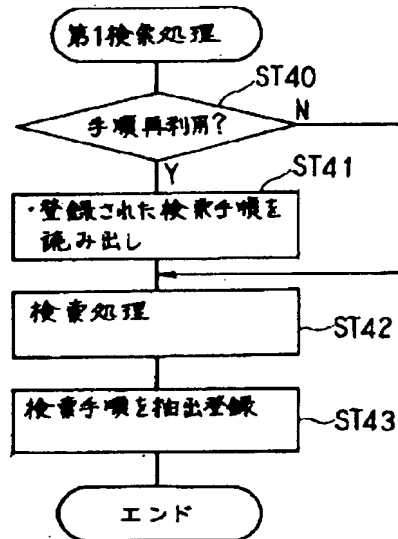 第1検索処理
ST40
手順再利用?
N
Y
ST41
・登録された検索手順を
読み出し
検索処理
ST42
検索手順を抽出登録
ST43
エンド